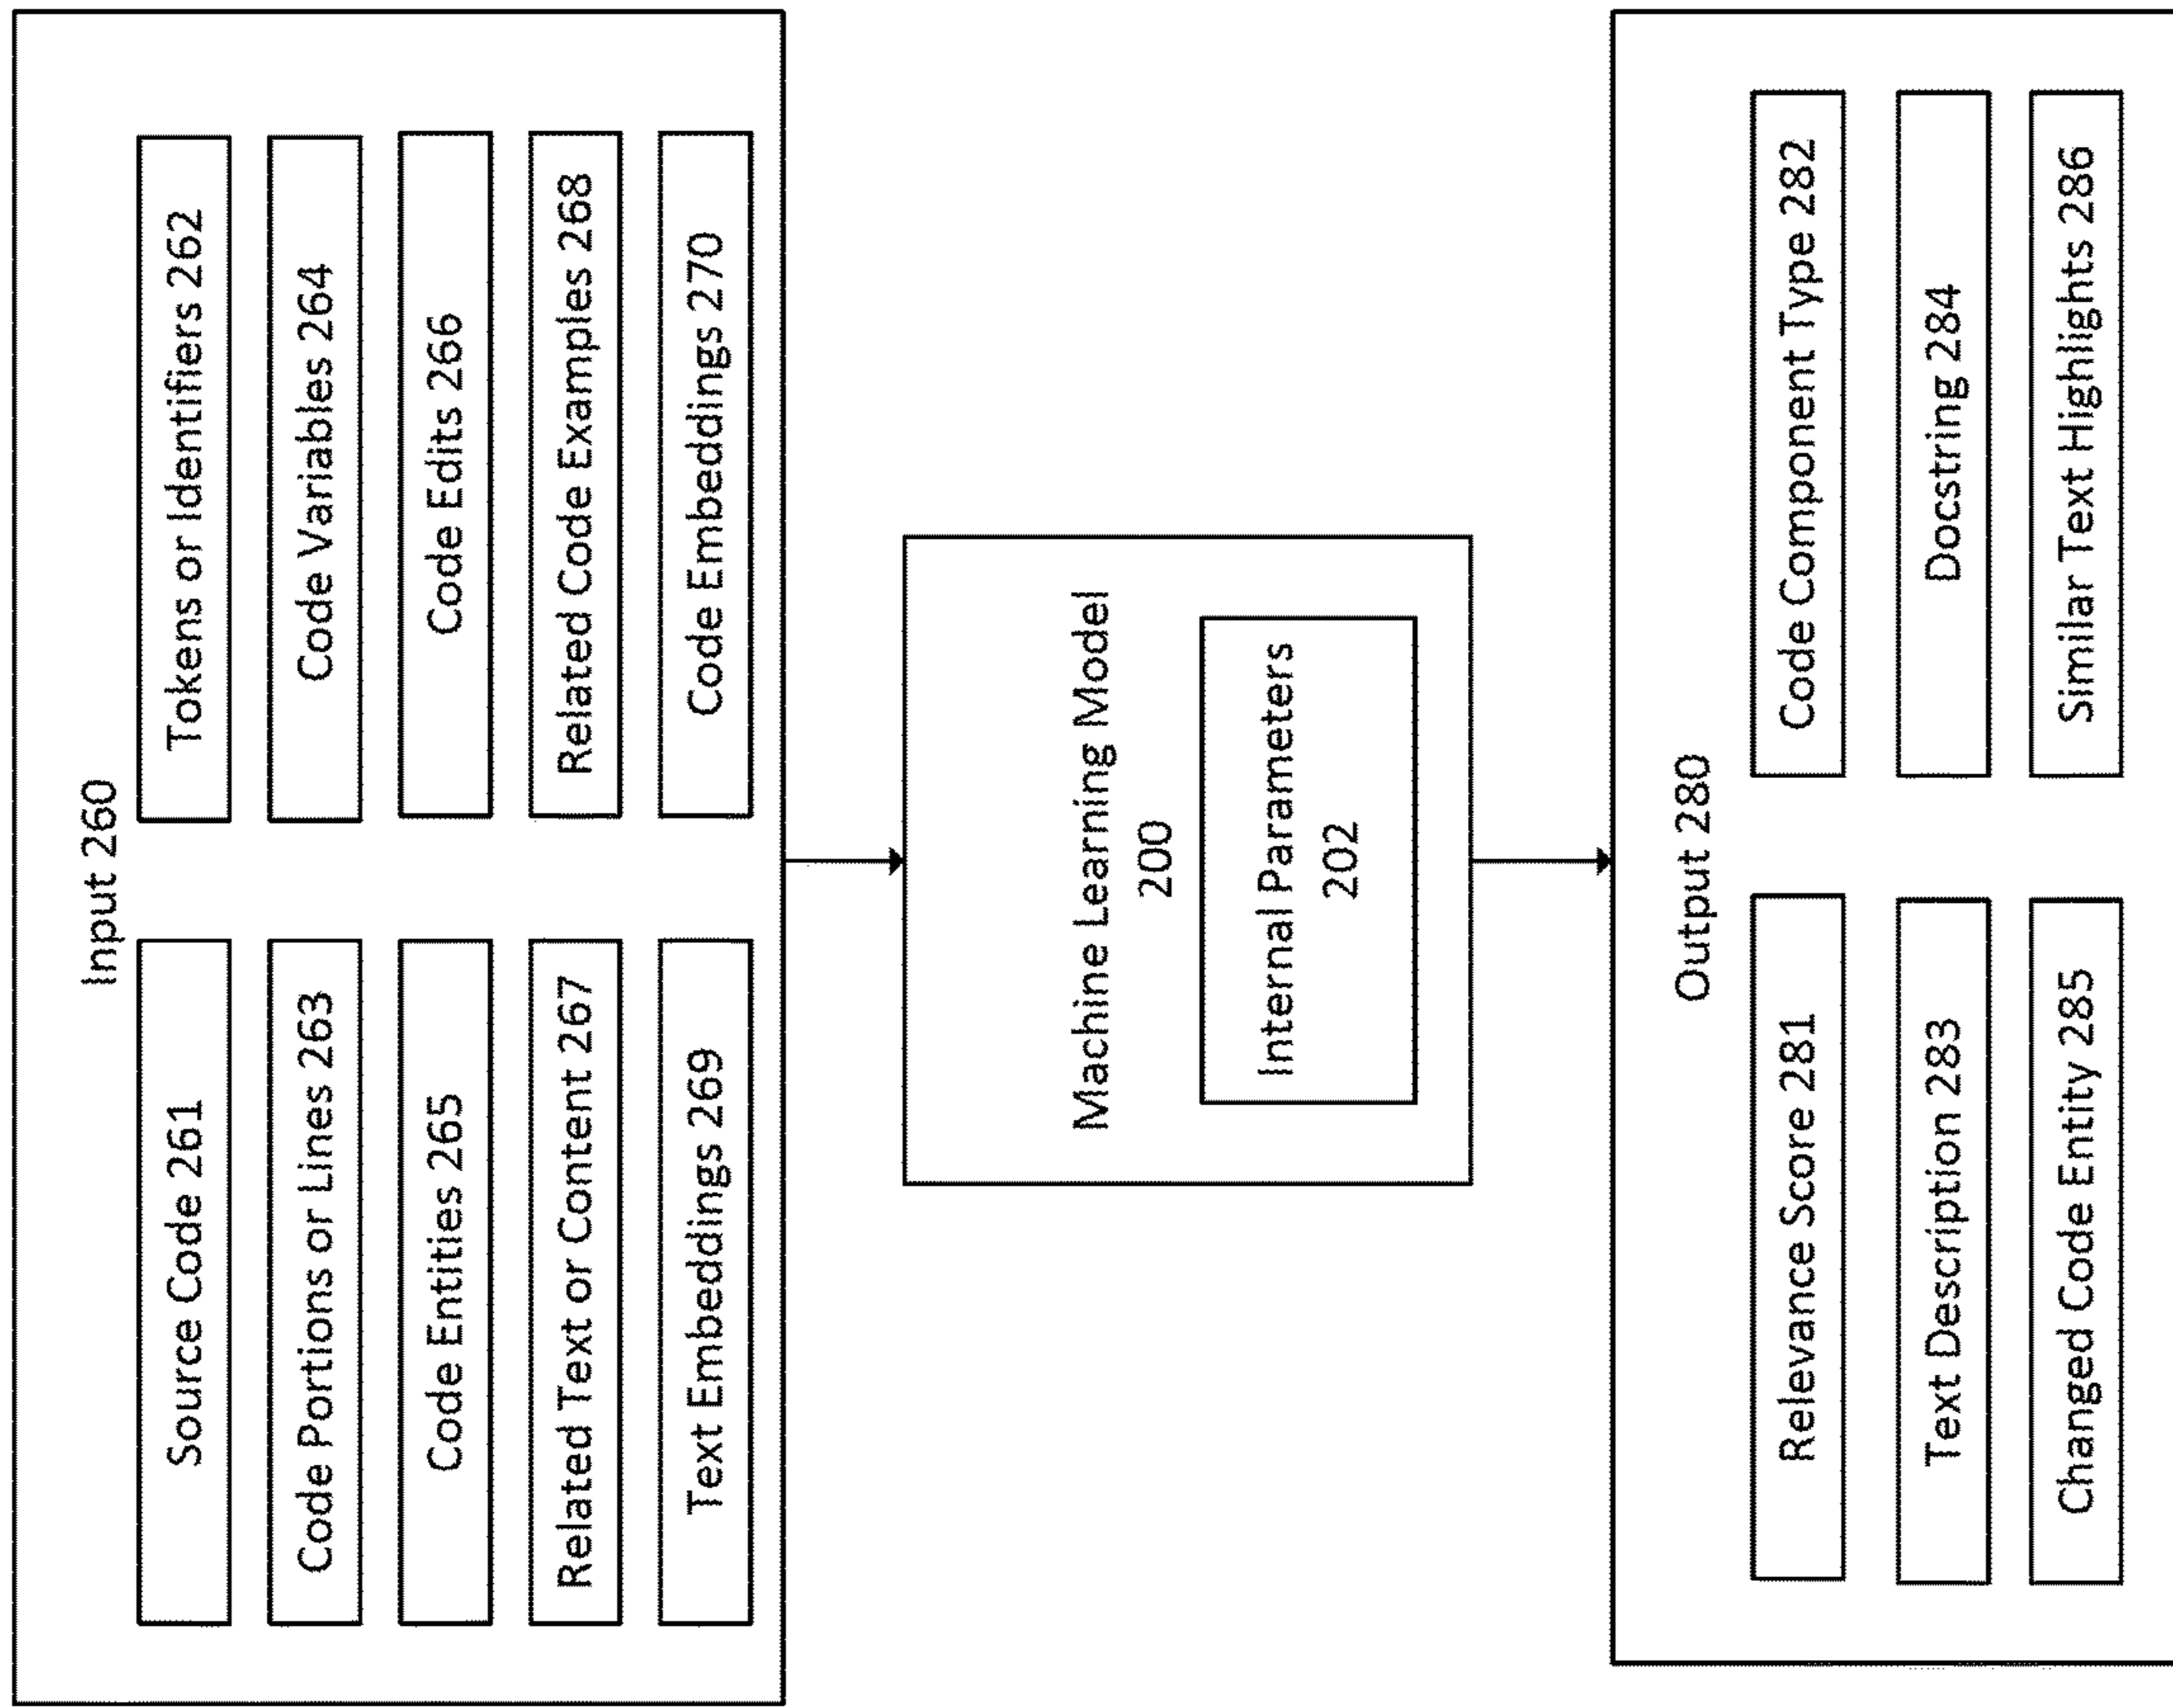 Input 260
Source Code 261
Tokens or Identifiers 262
Code Portions or Lines 263
Code Variables 264
Code Entities 265
Code Edits 266
Related Text or Content 267
Related Code Examples 268
Text Embeddings 269
Code Embeddings 270
Machine Learning Model
200
Internal Parameters
202
Output 280
Relevance Score 281
Code Component Type 282
Text Description 283
Docstring 284
Changed Code Entity 285
Similar Text Highlights 286